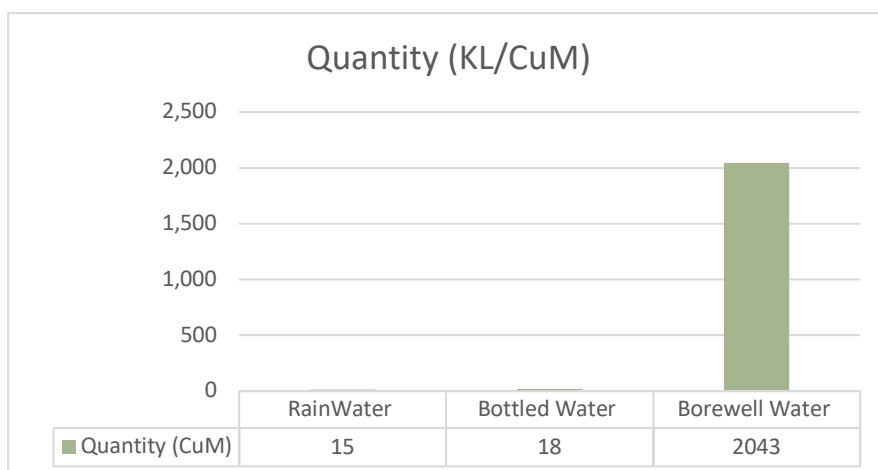 Quantity (KL/CuM)
2,500
2,000
1,500
1,000
500
0
RainWater Bottled Water Borewell Water
Quantity (CuM) 15 18 2043